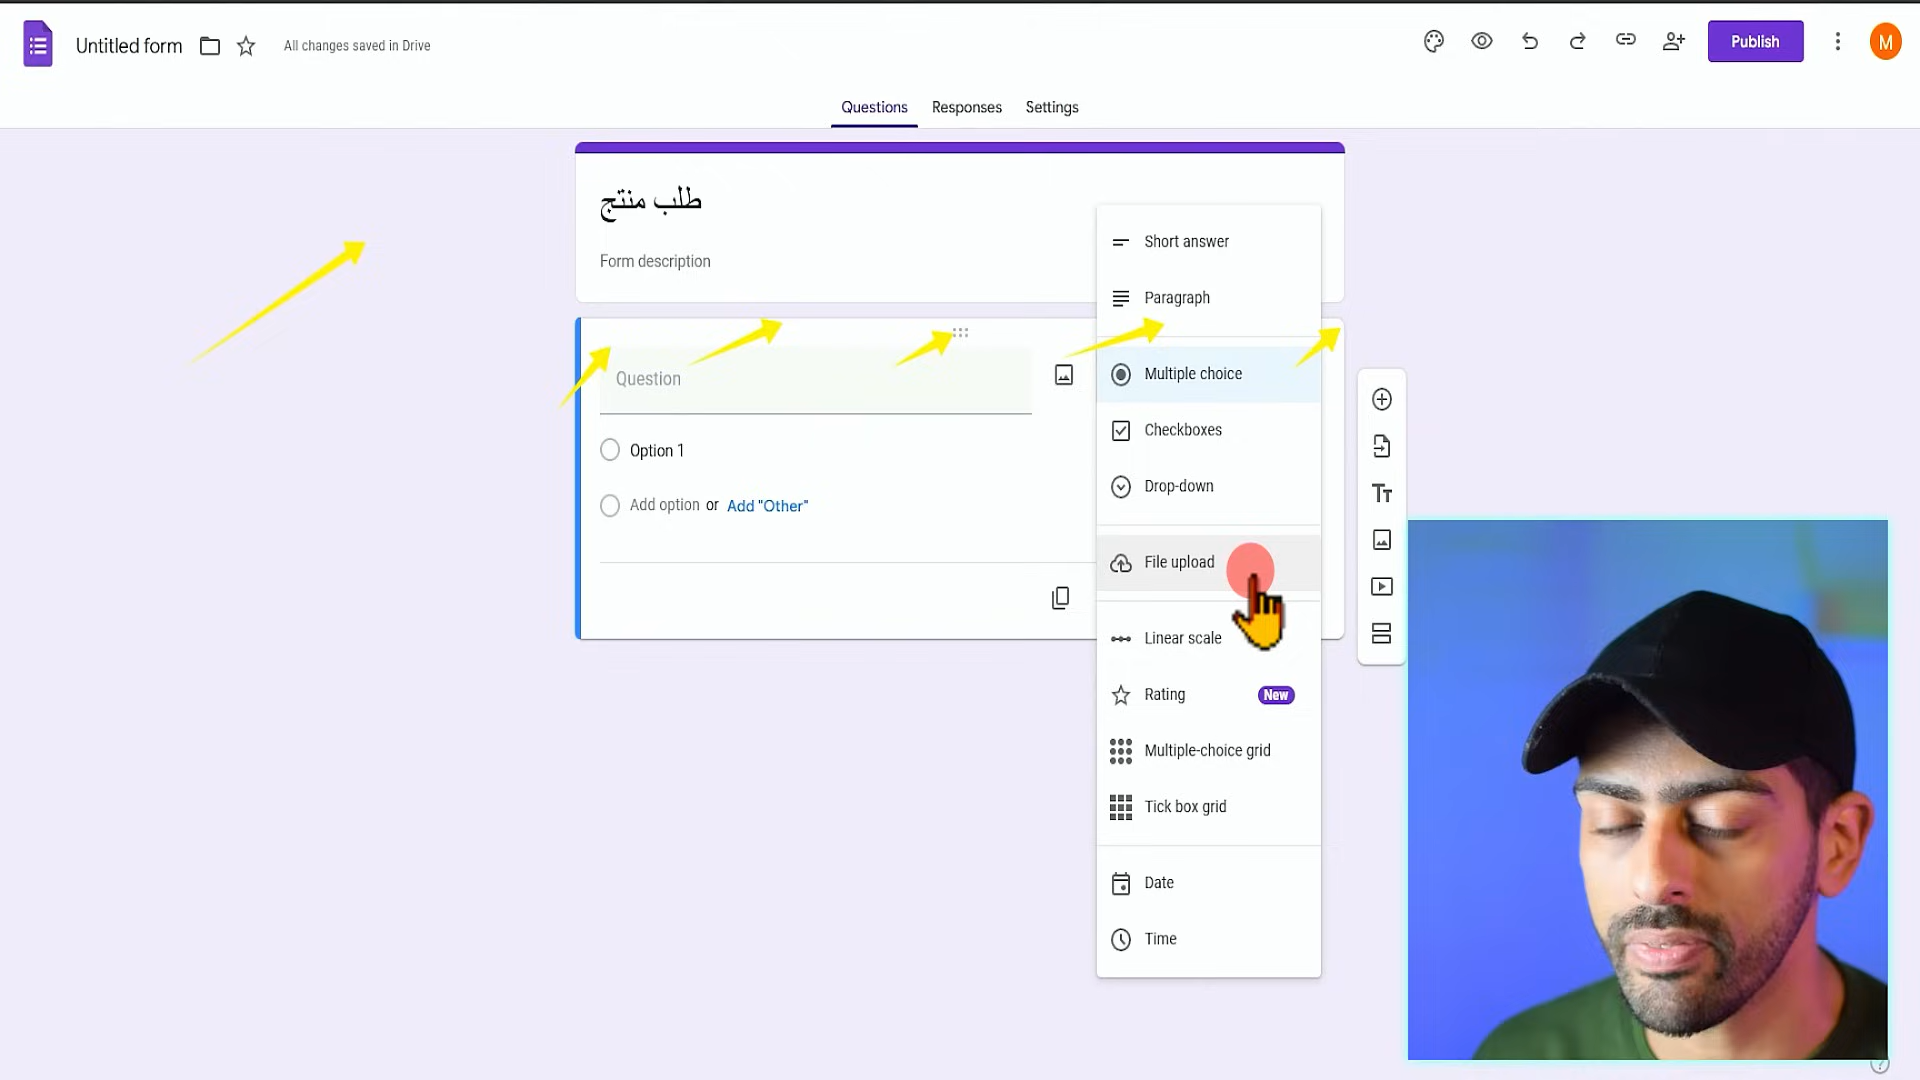 Untitled form
All changes saved in Drive
Publish
M
Questions Responses Settings
طلب منتج
Form description
Question
Option 1
Add option or Add "Other"
Short answer
Paragraph
Multiple choice
Checkboxes
Drop-down
File upload
Linear scale
Rating New
Multiple-choice grid
Tick box grid
Date
Time